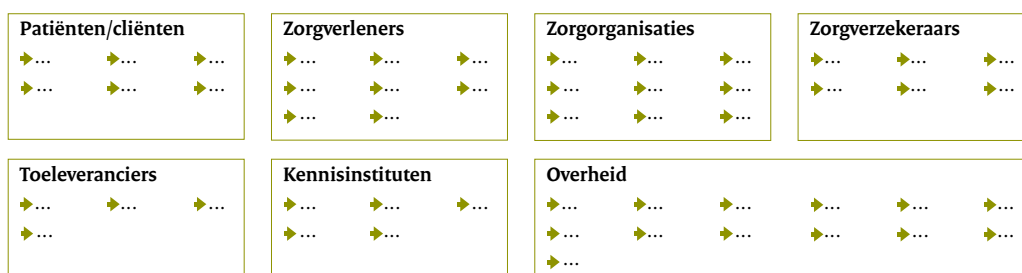 Patiënten/cliënten
... ... ...
... ... ...
Zorgverleners
... ... ...
... ... ...
... ...
Zorgorganisaties
... ... ...
... ... ...
... ... ...
Zorgverzekeraars
... ... ...
... ... ...
Toeleveranciers
... ... ...
...
Kennisinstituten
... ... ...
... ...
Overheid
... ... ... ... ... ...
... ... ... ... ... ...
...